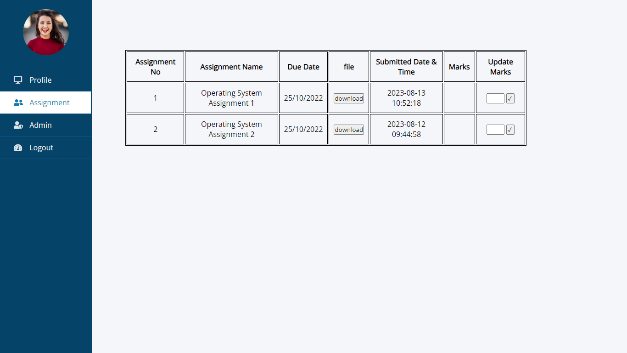 Profile
Assignment
Admin
Logout
Assignment No Assignment Name Due Date file Submitted Date & Time Marks Update Marks
1 Operating System Assignment 1 25/10/2022 download 2023-08-13 10:52:18
2 Operating System Assignment 2 25/10/2022 download 2023-08-12 09:44:58